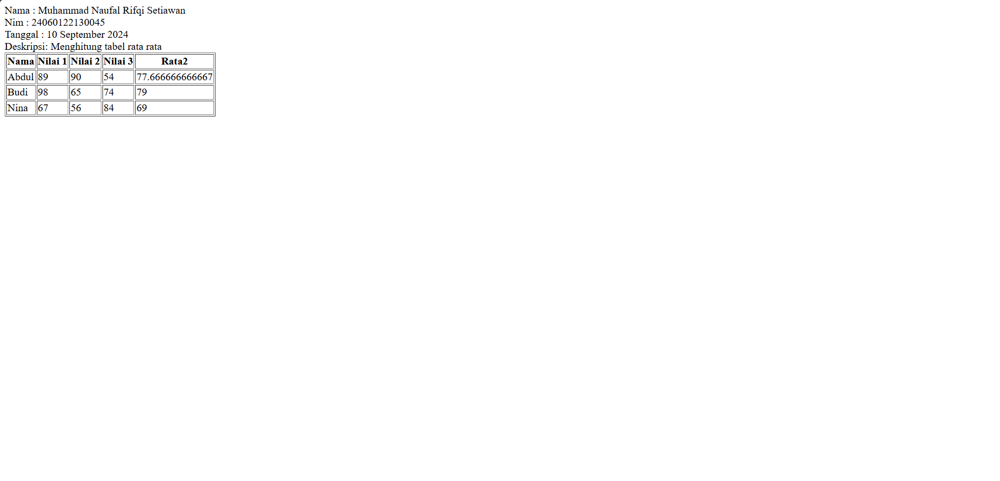 Nama : Muhammad Naufal Rifqi Setiawan
Nim : 24060122130045
Tanggal : 10 September 2024
Deskripsi: Menghitung tabel rata rata
Nama Nilai 1 Nilai 2 Nilai 3 Rata2
Abdul 89 90 54 77.666666666667
Budi 98 65 74 79
Nina 67 56 84 69